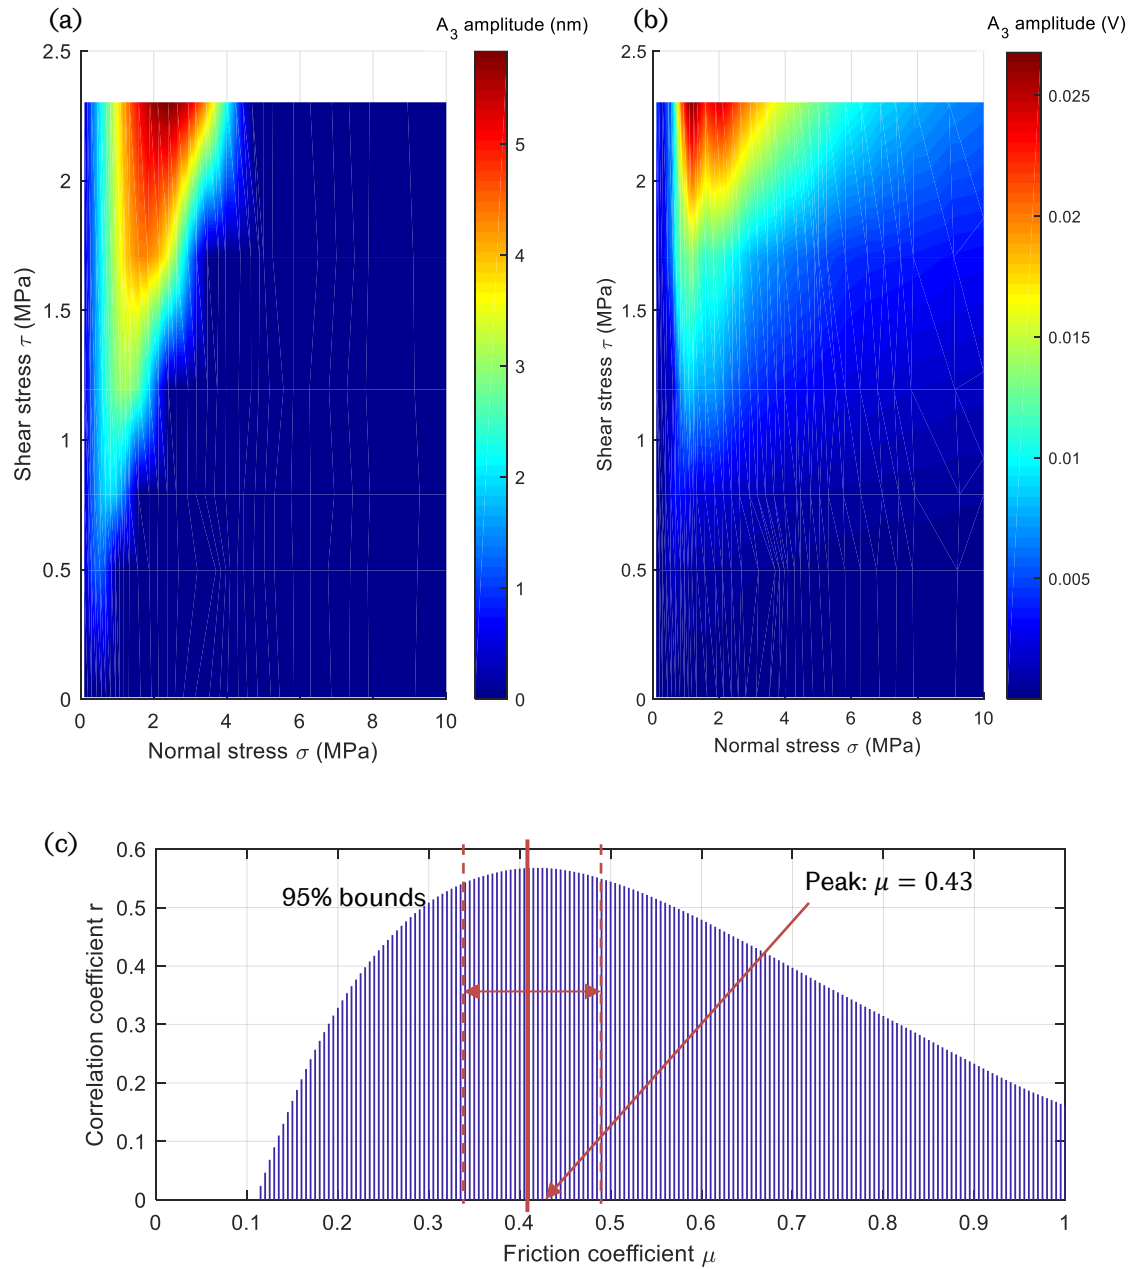 (a)
A3 amplitude (nm)
2.5
2
1.5
1
0.5
0
Shear stress τ (MPa)
0 2 4 6 8 10
Normal stress σ (MPa)
5
4
3
2
1
0
(b)
A3 amplitude (V)
2.5
2
1.5
1
0.5
0
Shear stress τ (MPa)
0 2 4 6 8 10
Normal stress σ (MPa)
0.025
0.02
0.015
0.01
0.005
(c)
0.6
0.5
0.4
0.3
0.2
0.1
0
Correlation coefficient r
95% bounds
Peak: μ = 0.43
0 0.1 0.2 0.3 0.4 0.5 0.6 0.7 0.8 0.9 1
Friction coefficient μ